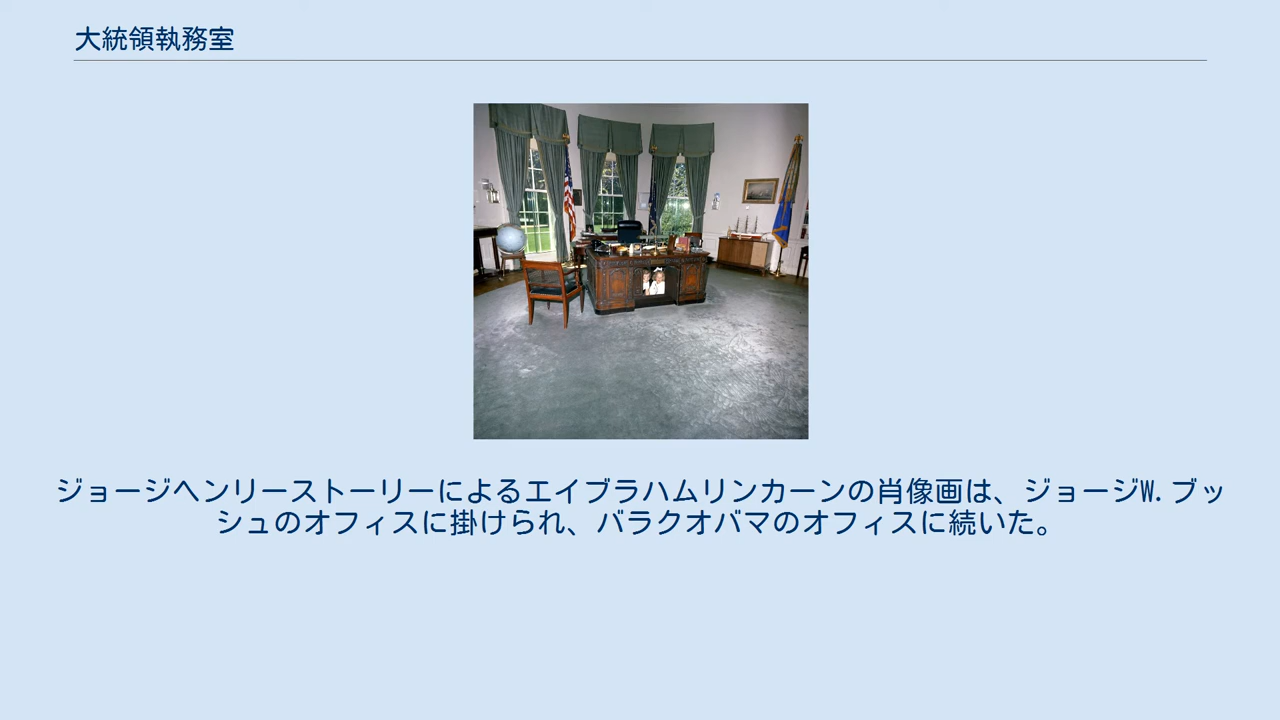 大統領執務室
ジョージヘンリーストーリーによるエイブラハムリンカーンの肖像画は、ジョージW.ブッ
シュのオフィスに掛けられ、バラクオバマのオフィスに続いた。